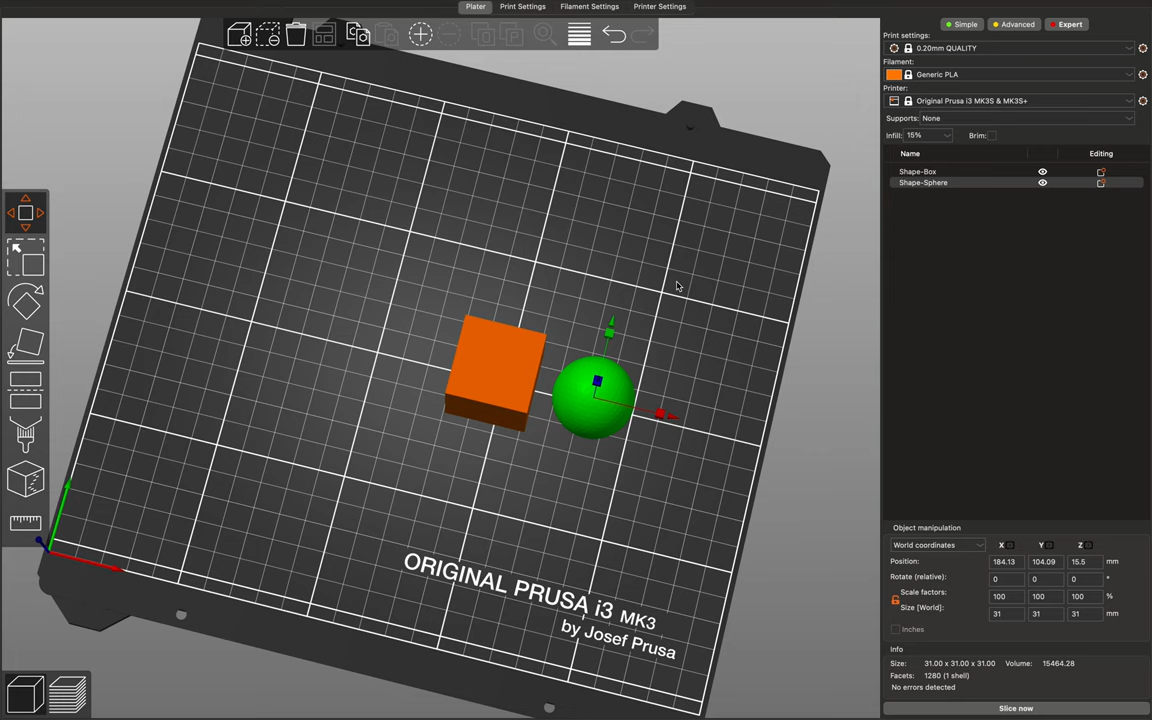 Plater Print Settings Filament Settings Printer Settings
Simple Advanced Expert
Print settings:
0.20mm QUALITY
Filament:
Generic PLA
Printer:
Original Prusa i3 MK3S & MK3S+
Supports: None
Infill: 15% Brim:
Name Editing
Shape-Box
Shape-Sphere
ORIGINAL PRUSA i3 MK3
by Josef Prusa
Object manipulation
World coordinates X Y Z
Position: 184.13 104.09 15.5 mm
Rotate (relative): 0 0 0 °
Scale factors: 100 100 100 %
Size [World]: 31 31 31 mm
Inches
Info
Size: 31.00 x 31.00 x 31.00 Volume: 15464.28
Facets: 1280 (1 shell)
No errors detected
Slice now